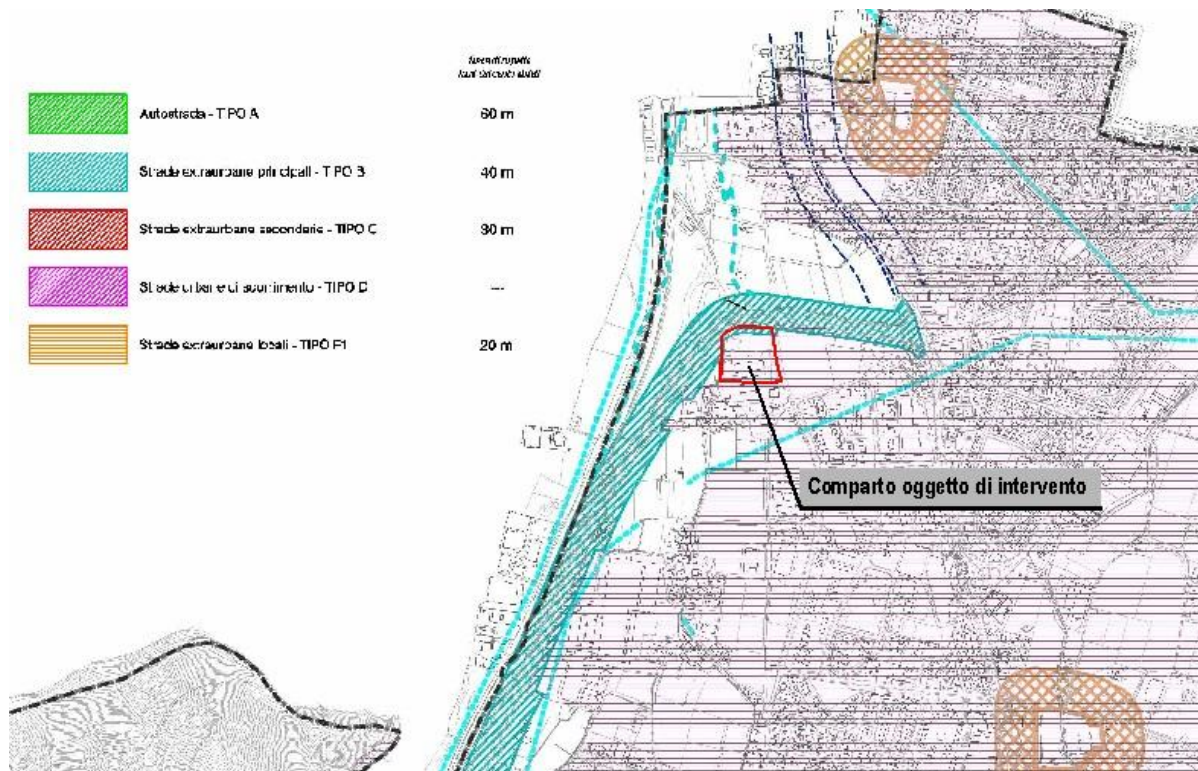 Autostrada - TIPO A
60 m
Strade extraurbane principali - TIPO B
40 m
Strade extraurbane secondarie - TIPO C
30 m
Strade urbane di scorrimento - TIPO D
---
Strade extraurbane locali - TIPO F1
20 m
Comparto oggetto di intervento